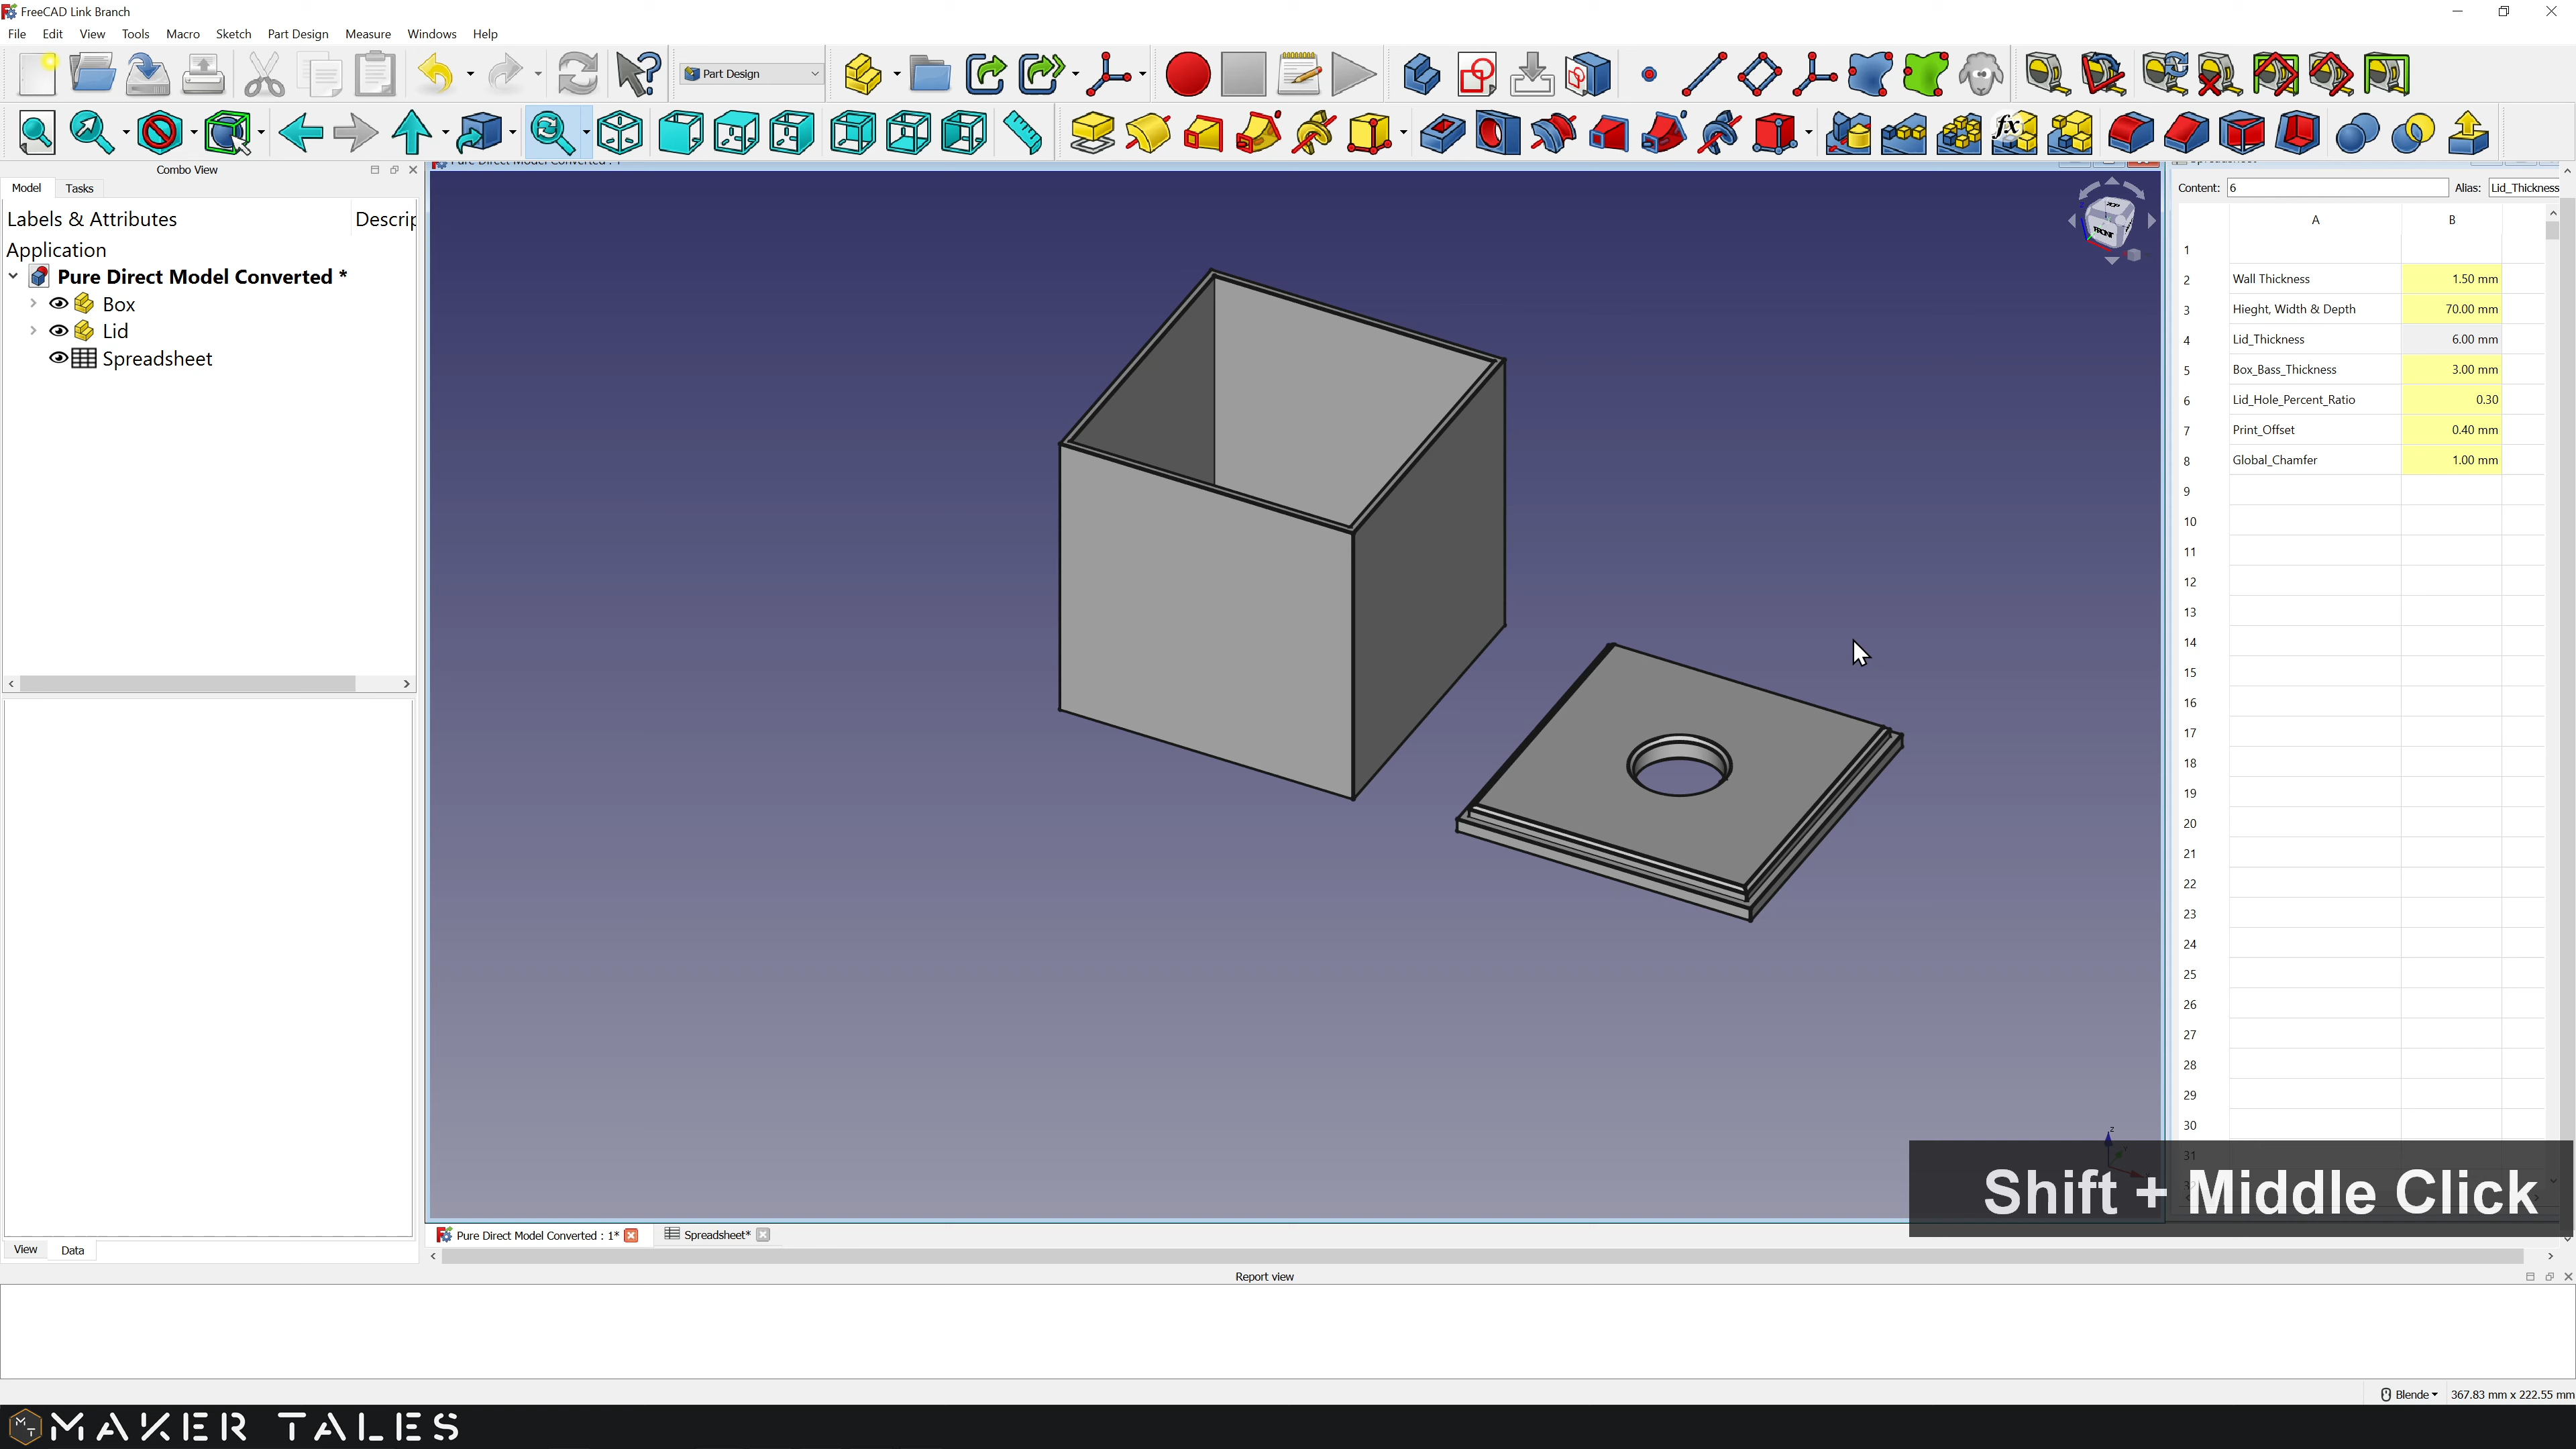 FreeCAD Link Branch
File Edit View Tools Macro Sketch Part Design Measure Windows Help
Part Design
fx
Combo View
Model Tasks
Labels & Attributes Descrip
Application
Pure Direct Model Converted *
Box
Lid
Spreadsheet
View Data
TOP
FRONT
Z
Content: 6 Alias: Lid_Thickness
A B
1
2 Wall Thickness 1.50 mm
3 Hieght, Width & Depth 70.00 mm
4 Lid_Thickness 6.00 mm
5 Box_Bass_Thickness 3.00 mm
6 Lid_Hole_Percent_Ratio 0.30
7 Print_Offset 0.40 mm
8 Global_Chamfer 1.00 mm
9
10
11
12
13
14
15
16
17
18
19
20
21
22
23
24
25
26
27
28
29
30
31
Shift + Middle Click
Pure Direct Model Converted : 1* Spreadsheet*
Report view
Blende 367.83 mm x 222.55 mm
MT MAKER TALES